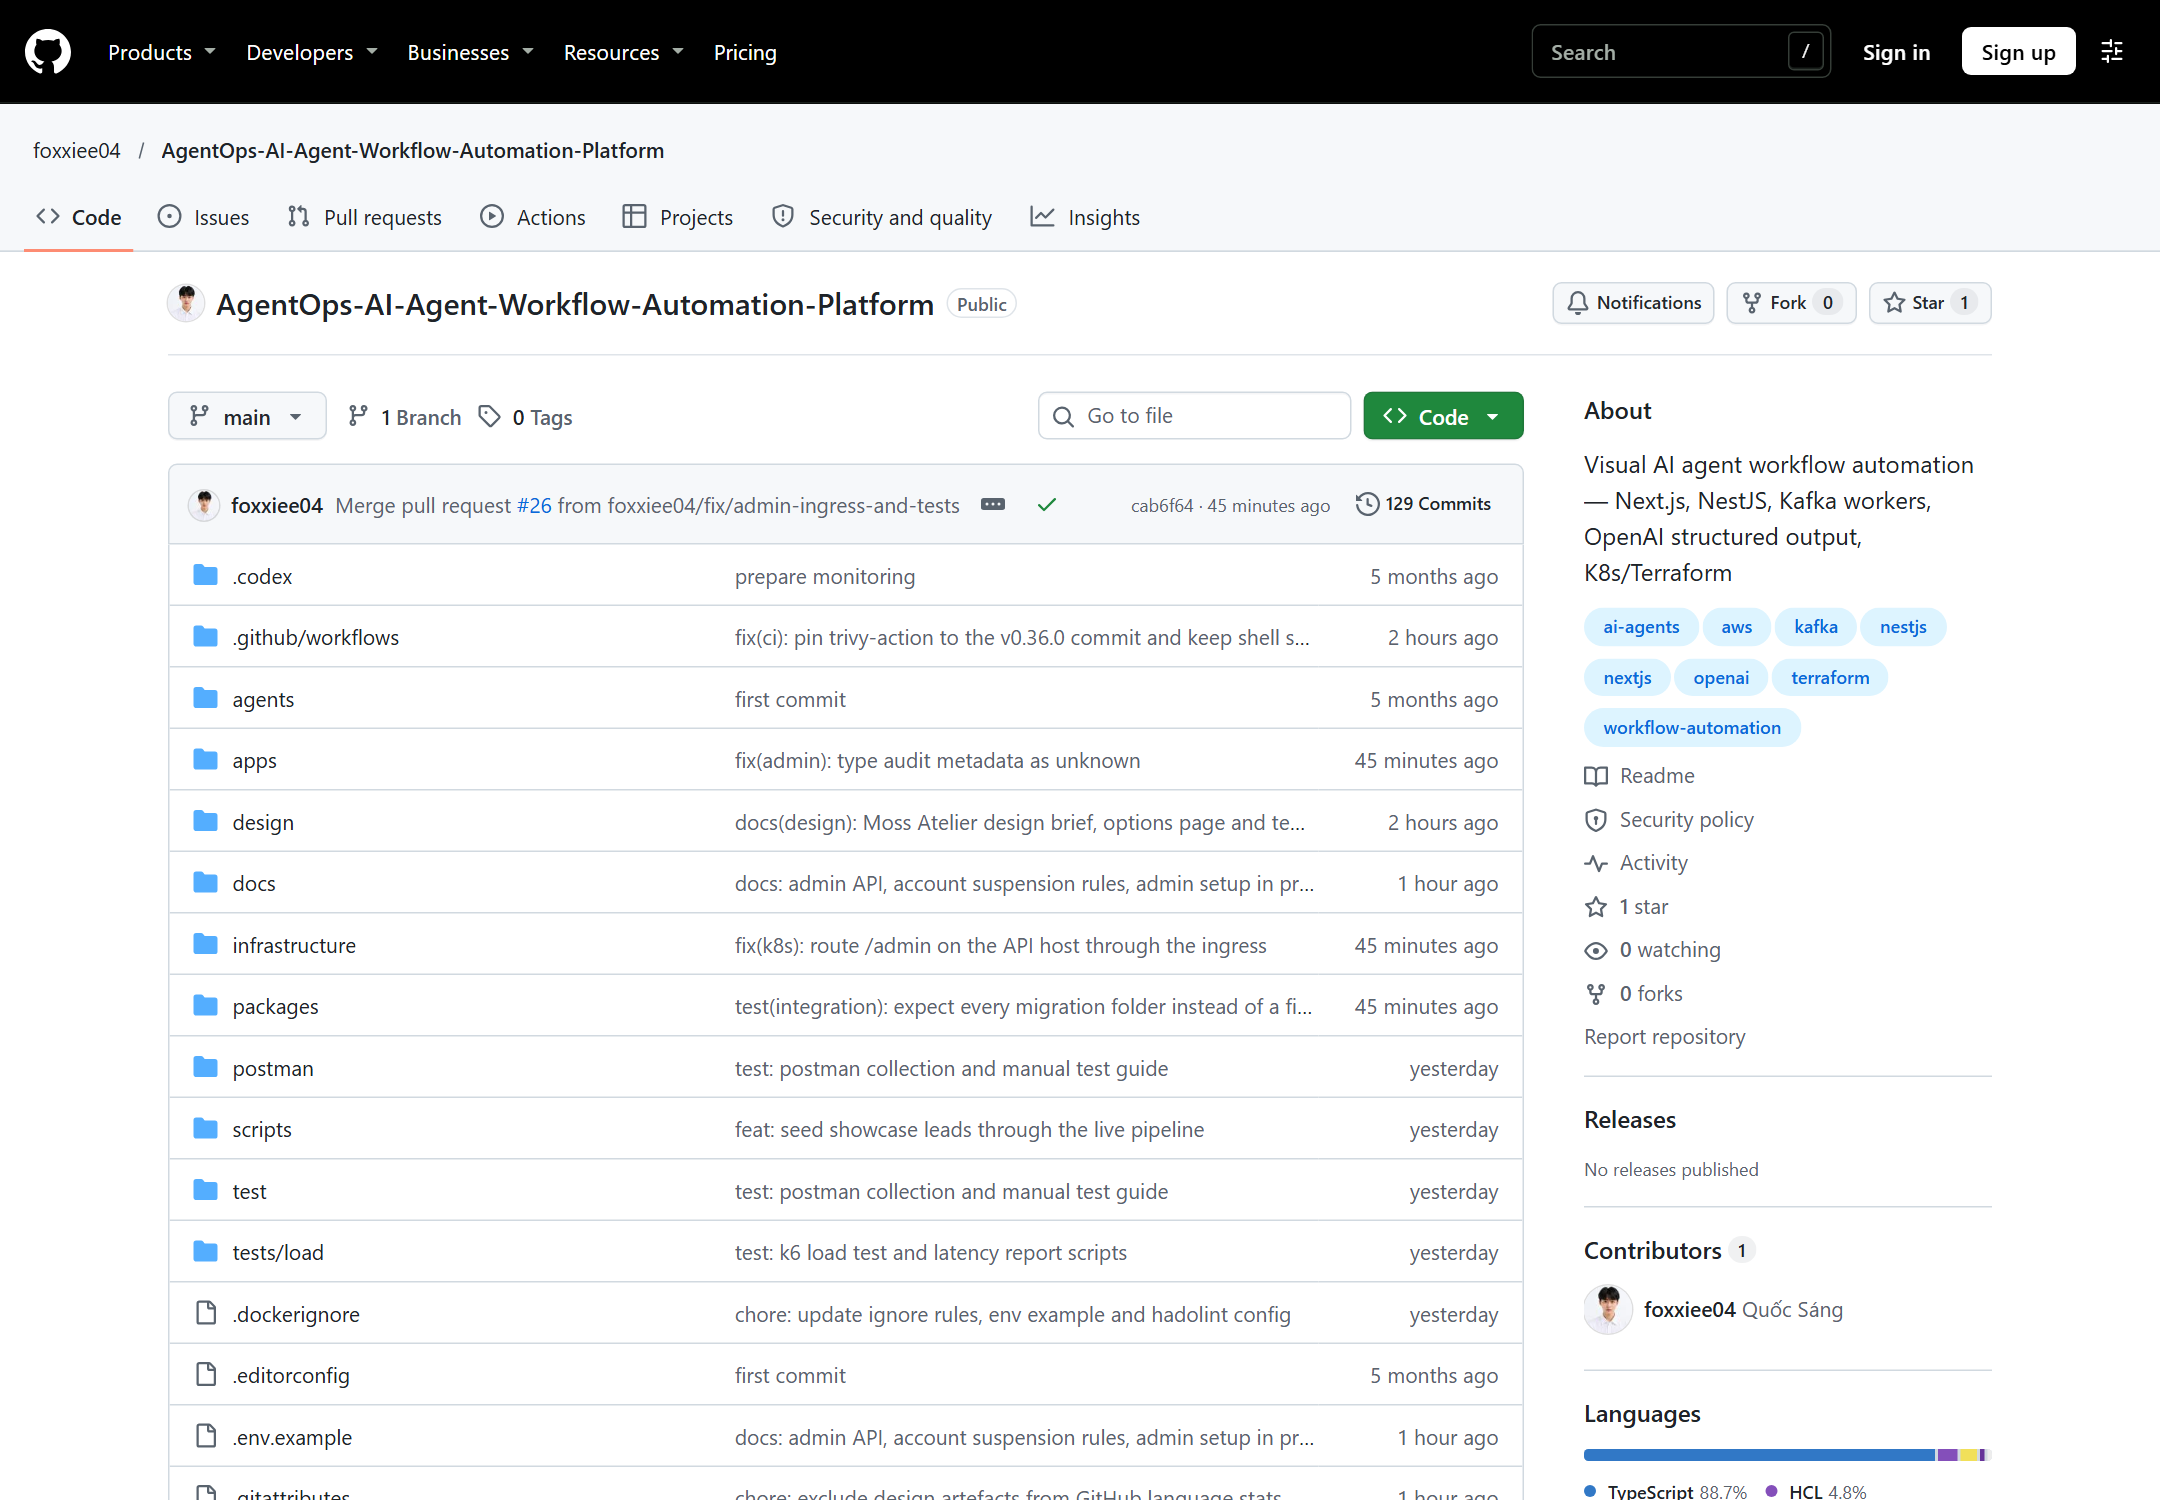 Products Developers Businesses Resources Pricing Search / Sign in Sign up
foxxiee04 / AgentOps-AI-Agent-Workflow-Automation-Platform
Code Issues Pull requests Actions Projects Security and quality Insights
AgentOps-AI-Agent-Workflow-Automation-Platform Public
Notifications Fork 0 Star 1
main 1 Branch 0 Tags Go to file Code
foxxiee04 Merge pull request #26 from foxxiee04/fix/admin-ingress-and-tests cab6f64 · 45 minutes ago 129 Commits
.codex prepare monitoring 5 months ago
.github/workflows fix(ci): pin trivy-action to the v0.36.0 commit and keep shell s... 2 hours ago
agents first commit 5 months ago
apps fix(admin): type audit metadata as unknown 45 minutes ago
design docs(design): Moss Atelier design brief, options page and te... 2 hours ago
docs docs: admin API, account suspension rules, admin setup in pr... 1 hour ago
infrastructure fix(k8s): route /admin on the API host through the ingress 45 minutes ago
packages test(integration): expect every migration folder instead of a fi... 45 minutes ago
postman test: postman collection and manual test guide yesterday
scripts feat: seed showcase leads through the live pipeline yesterday
test test: postman collection and manual test guide yesterday
tests/load test: k6 load test and latency report scripts yesterday
.dockerignore chore: update ignore rules, env example and hadolint config yesterday
.editorconfig first commit 5 months ago
.env.example docs: admin API, account suspension rules, admin setup in pr... 1 hour ago
.gitattributes chore: exclude design artefacts from GitHub language stats 1 hour ago
About
Visual AI agent workflow automation
— Next.js, NestJS, Kafka workers,
OpenAI structured output,
K8s/Terraform
ai-agents aws kafka nestjs
nextjs openai terraform
workflow-automation
Readme
Security policy
Activity
1 star
0 watching
0 forks
Report repository
Releases
No releases published
Contributors 1
foxxiee04 Quốc Sáng
Languages
TypeScript 88.7% HCL 4.8%